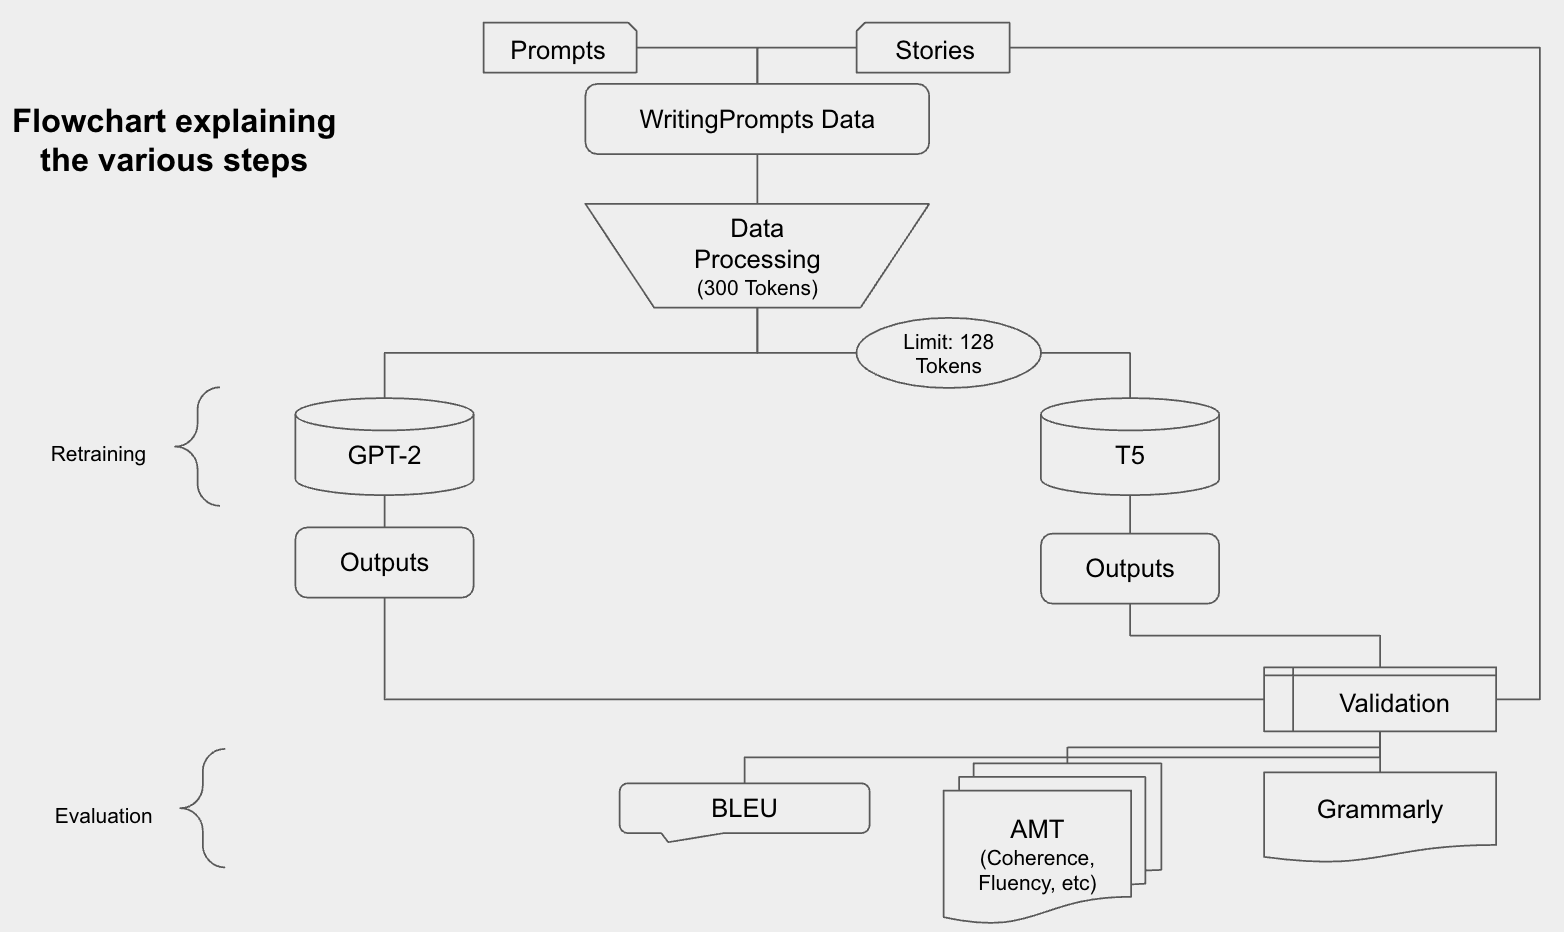 Prompts
Stories
Flowchart explaining
the various steps
WritingPrompts Data
Data
Processing
(300 Tokens)
Limit: 128
Tokens
Retraining
GPT-2
T5
Outputs
Outputs
Validation
Evaluation
BLEU
AMT
(Coherence,
Fluency, etc)
Grammarly